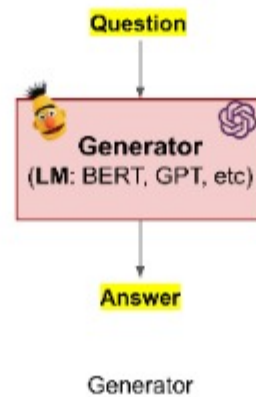 Question
Generator
(LM: BERT, GPT, etc)
Answer
Generator